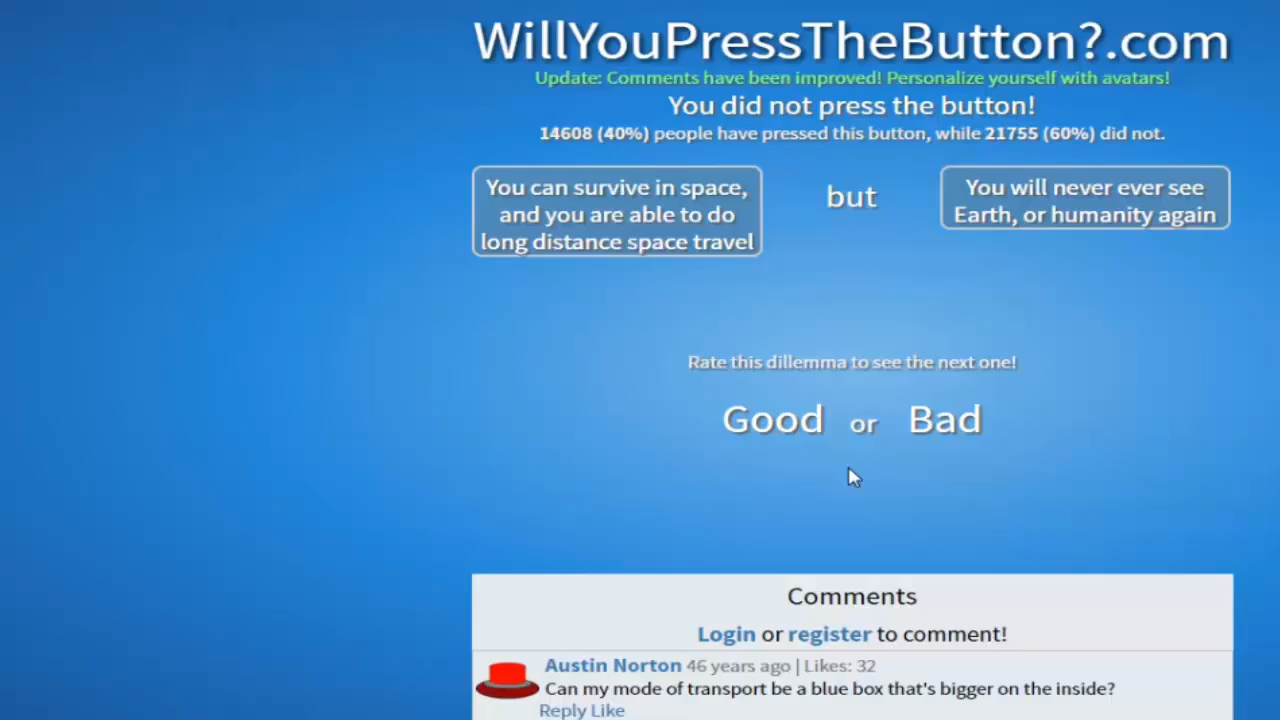 WillYouPressTheButton?.com
Update: Comments have been improved! Personalize yourself with avatars!
You did not press the button!
14608 (40%) people have pressed this button, while 21755 (60%) did not.
You can survive in space,
and you are able to do
long distance space travel
but
You will never ever see
Earth, or humanity again
Rate this dillemma to see the next one!
Good or Bad
Comments
Login or register to comment!
Austin Norton 46 years ago | Likes: 32
Can my mode of transport be a blue box that's bigger on the inside?
Reply Like